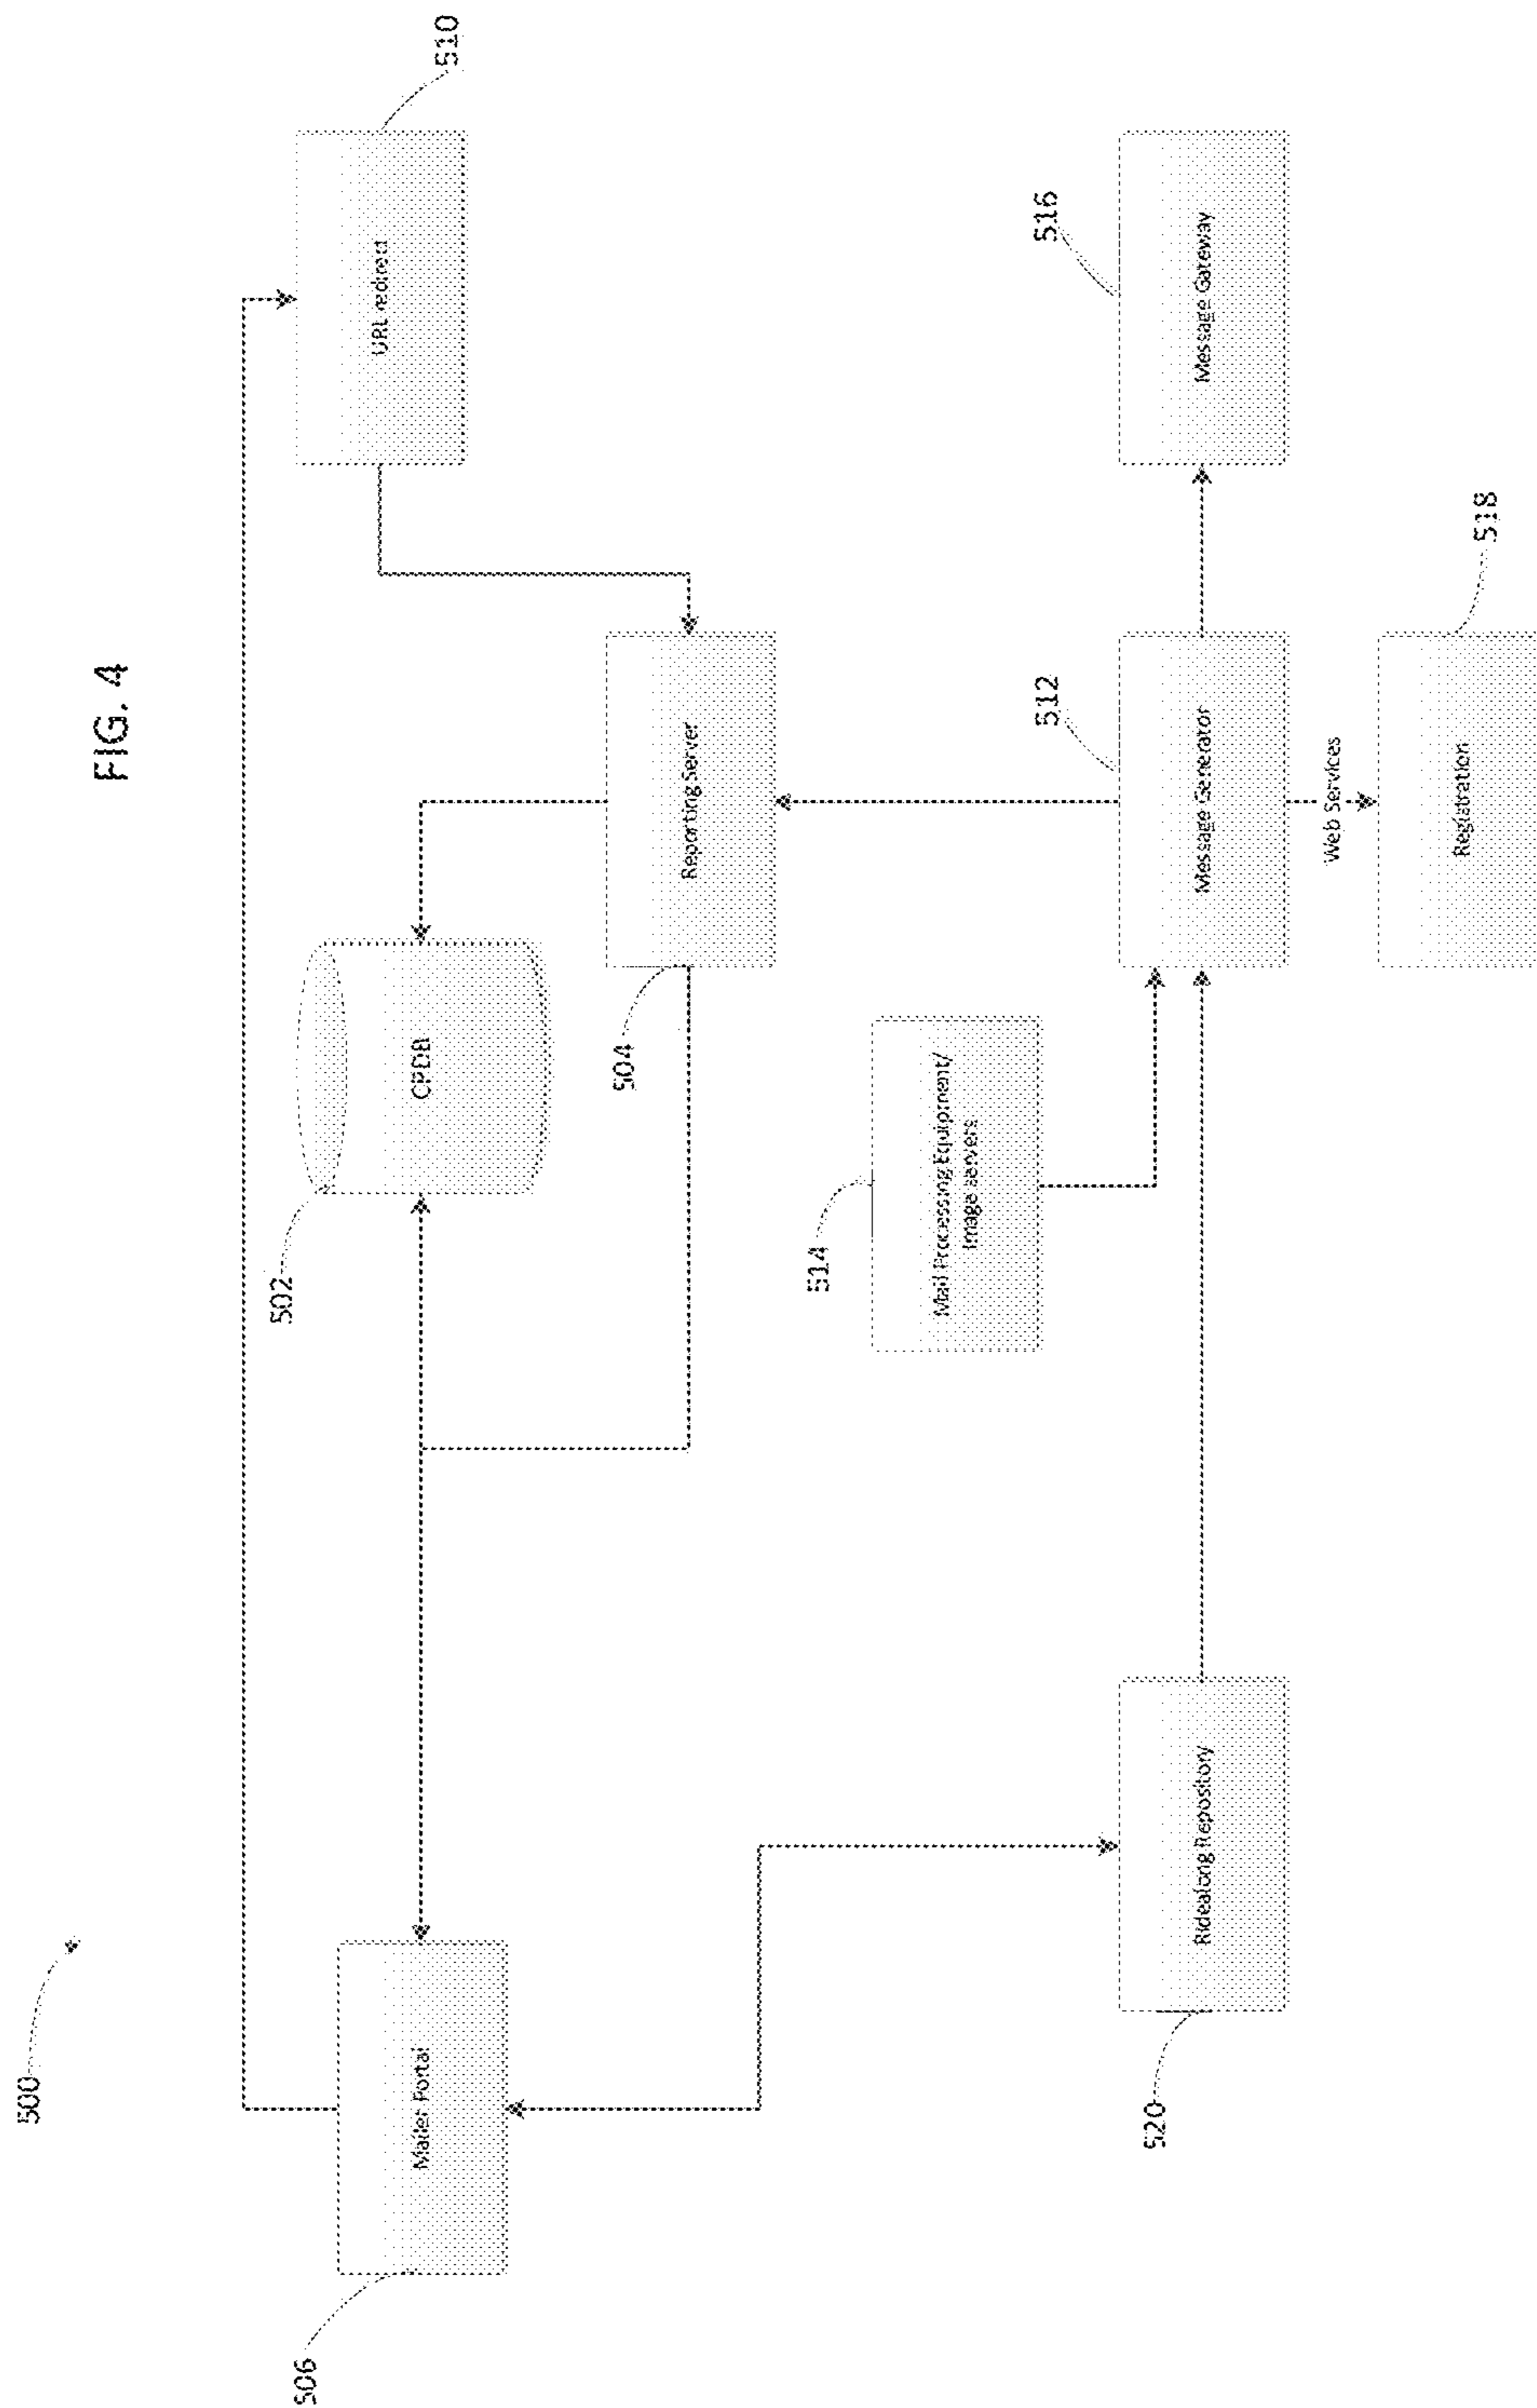 FIG. 4
500
506
Mailer Portal
502
CPDB
510
URL redirect
504
Reporting Server
514
Mail Processing Equipment/
Image servers
520
Ridealong Repository
512
Message Generator
516
Message Gateway
Web Services
518
Registration